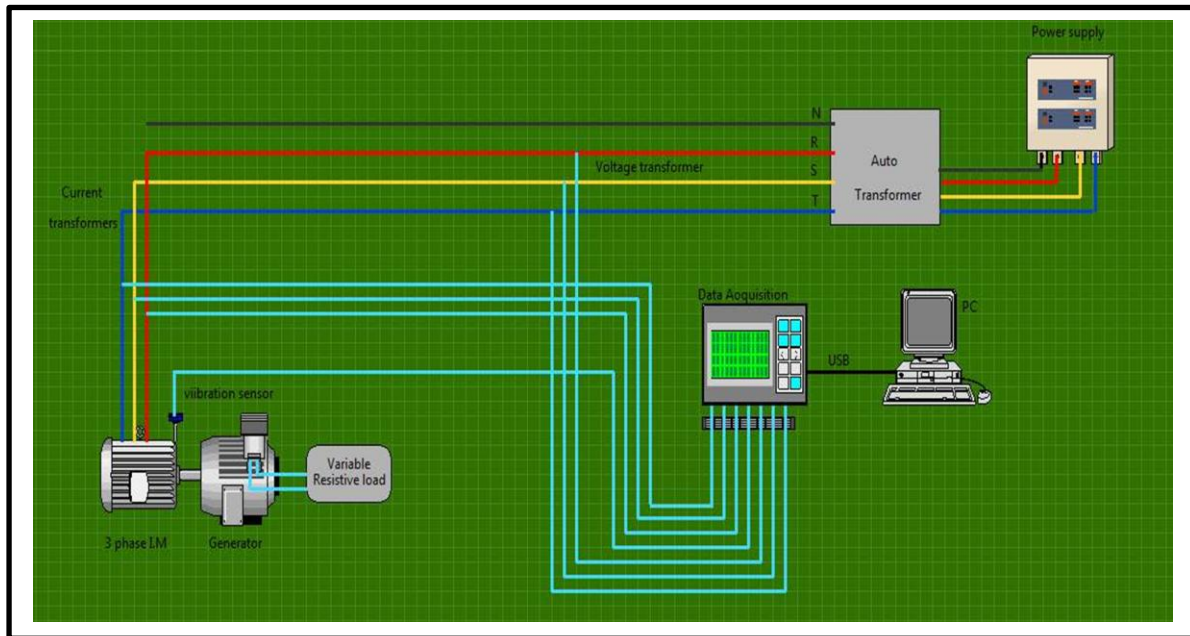 Power supply
N
R
Auto
Voltage transformer
S
Current
Transformer
T
transformers
Data Aoquisition
PC
USB
viibration sensor
Variable
Resistive load
3 phase I.M
Generator